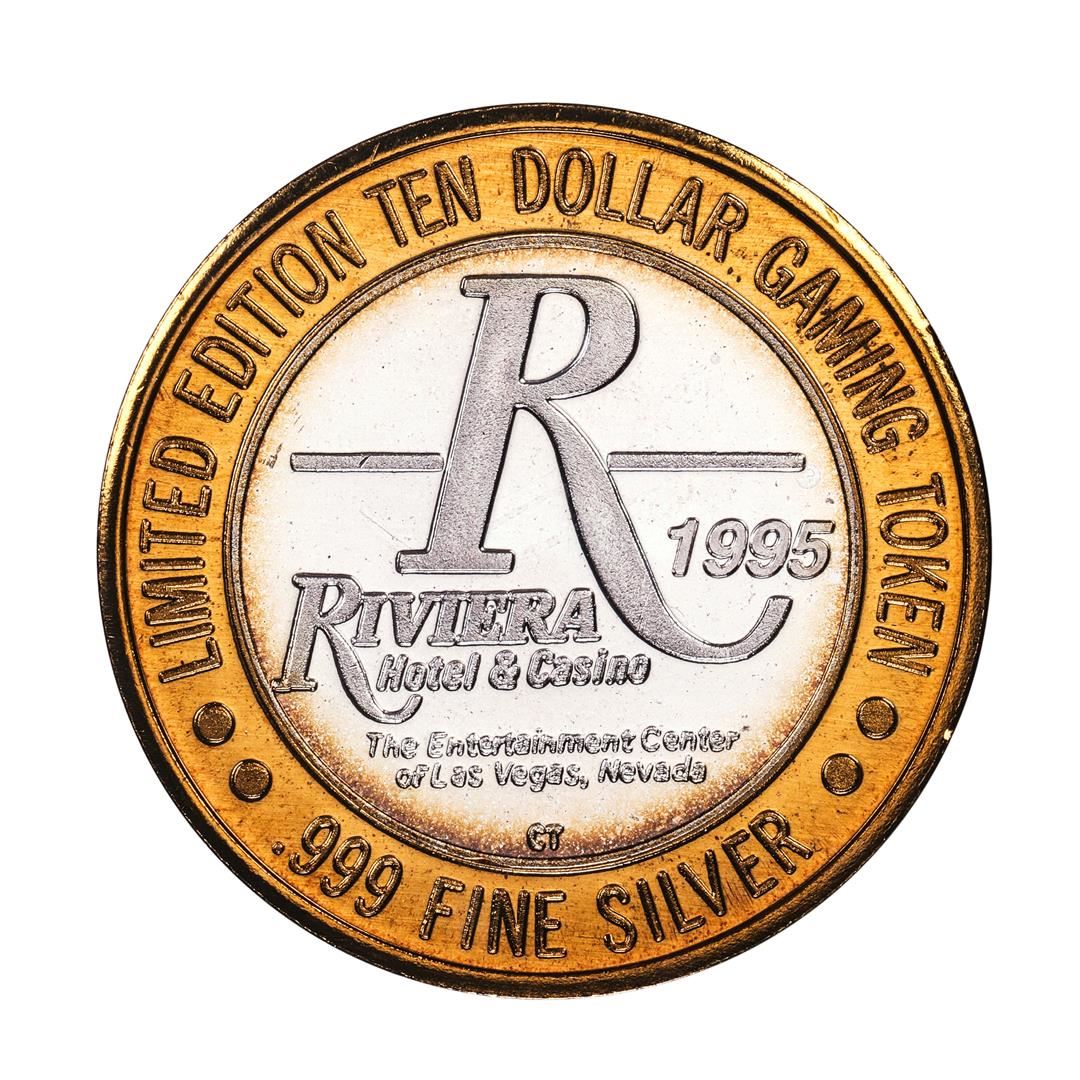 LIMITED EDITION TEN DOLLAR GAMING TOKEN
R
1995
RIVIERA
Hotel & Casino
The Entertainment Center
of Las Vegas, Nevada
CT
.999 FINE SILVER